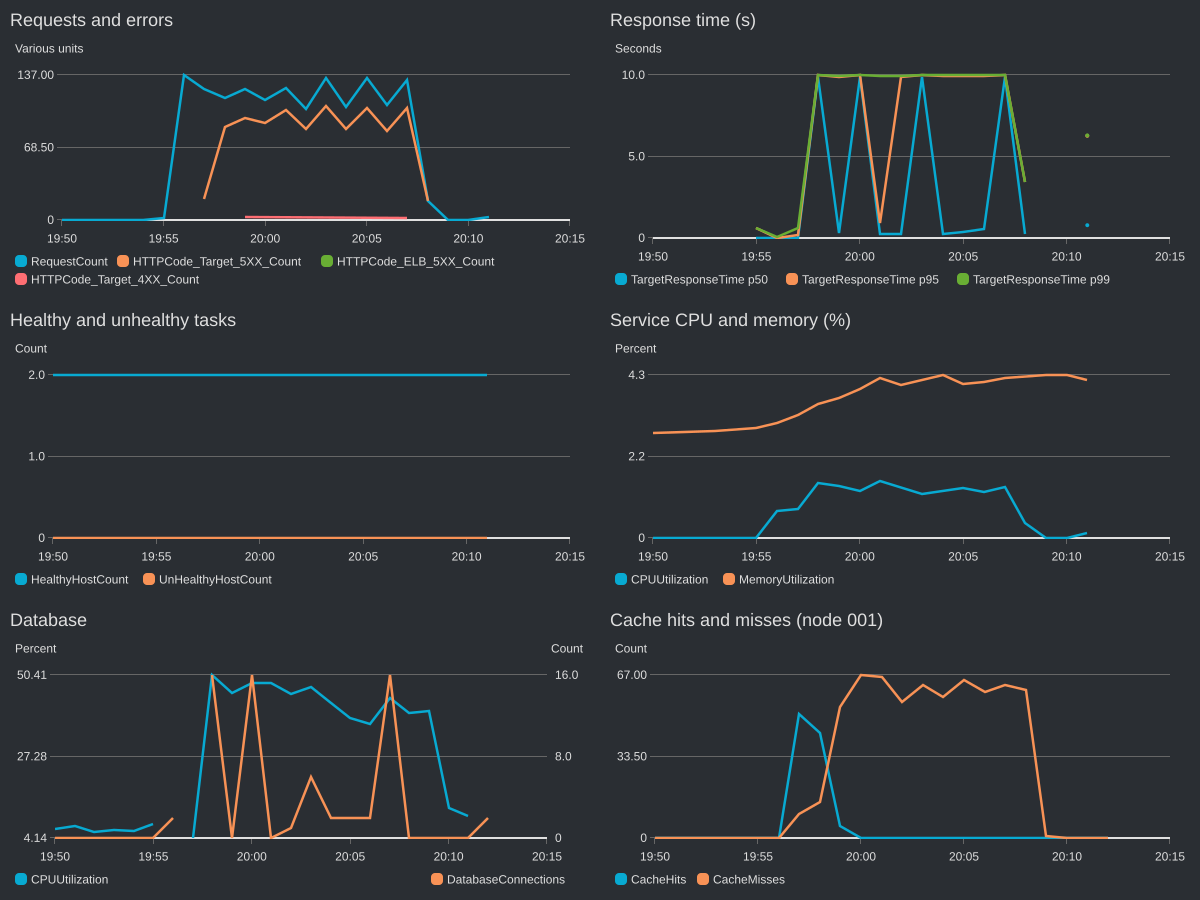 Requests and errors
Various units
137.00
68.50
0
19:50 19:55 20:00 20:05 20:10 20:15
RequestCount HTTPCode_Target_5XX_Count HTTPCode_ELB_5XX_Count
HTTPCode_Target_4XX_Count
Response time (s)
Seconds
10.0
5.0
0
19:50 19:55 20:00 20:05 20:10 20:15
TargetResponseTime p50 TargetResponseTime p95 TargetResponseTime p99
Healthy and unhealthy tasks
Count
2.0
1.0
0
19:50 19:55 20:00 20:05 20:10 20:15
HealthyHostCount UnHealthyHostCount
Service CPU and memory (%)
Percent
4.3
2.2
0
19:50 19:55 20:00 20:05 20:10 20:15
CPUUtilization MemoryUtilization
Database
Percent Count
50.41 16.0
27.28 8.0
4.14 0
19:50 19:55 20:00 20:05 20:10 20:15
CPUUtilization DatabaseConnections
Cache hits and misses (node 001)
Count
67.00
33.50
0
19:50 19:55 20:00 20:05 20:10 20:15
CacheHits CacheMisses